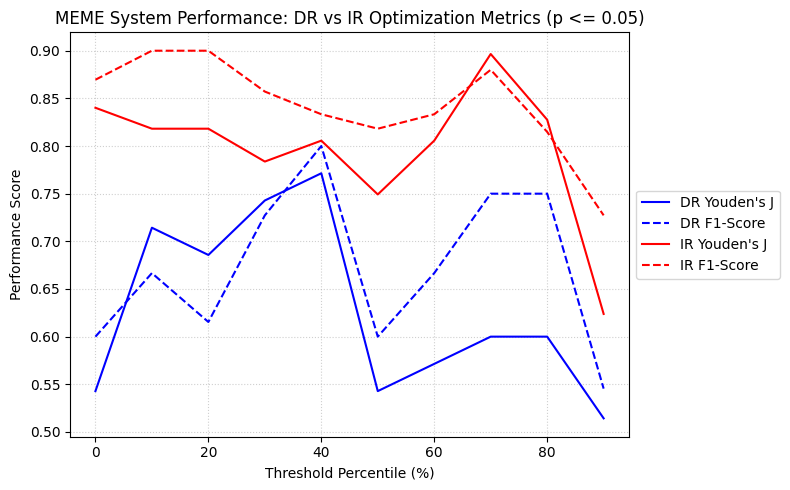 MEME System Performance: DR vs IR Optimization Metrics (p <= 0.05)
Performance Score
0.90
0.85
0.80
0.75
0.70
0.65
0.60
0.55
0.50
0
20
40
60
80
Threshold Percentile (%)
DR Youden's J
DR F1-Score
IR Youden's J
IR F1-Score